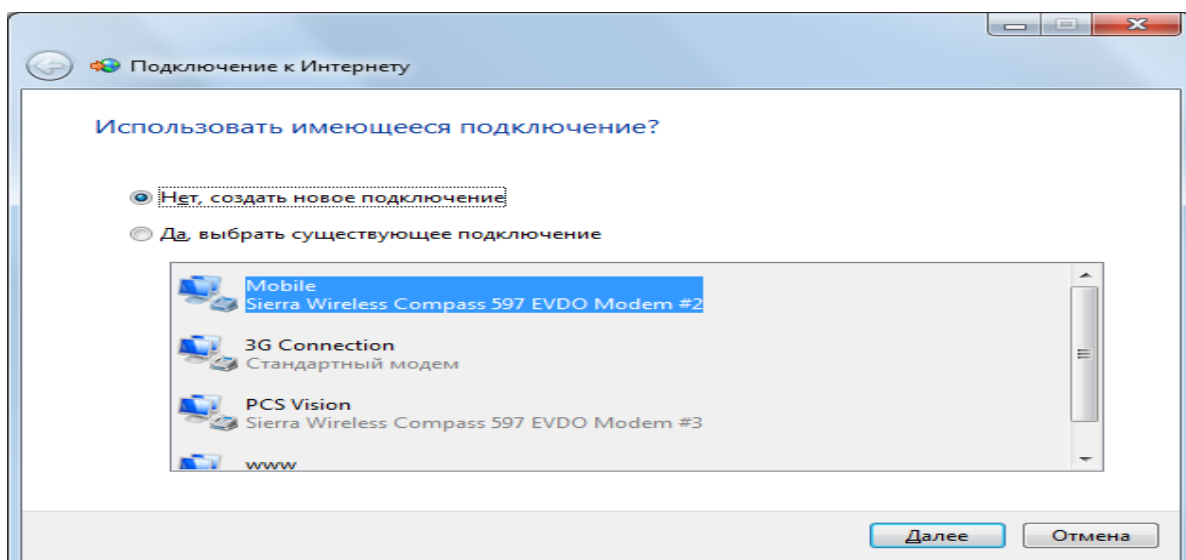 Подключение к Интернету
Использовать имеющееся подключение?
Нет, создать новое подключение
Да, выбрать существующее подключение
Mobile
Sierra Wireless Compass 597 EVDO Modem #2
3G Connection
Стандартный модем
PCS Vision
Sierra Wireless Compass 597 EVDO Modem #3
www
Далее
Отмена